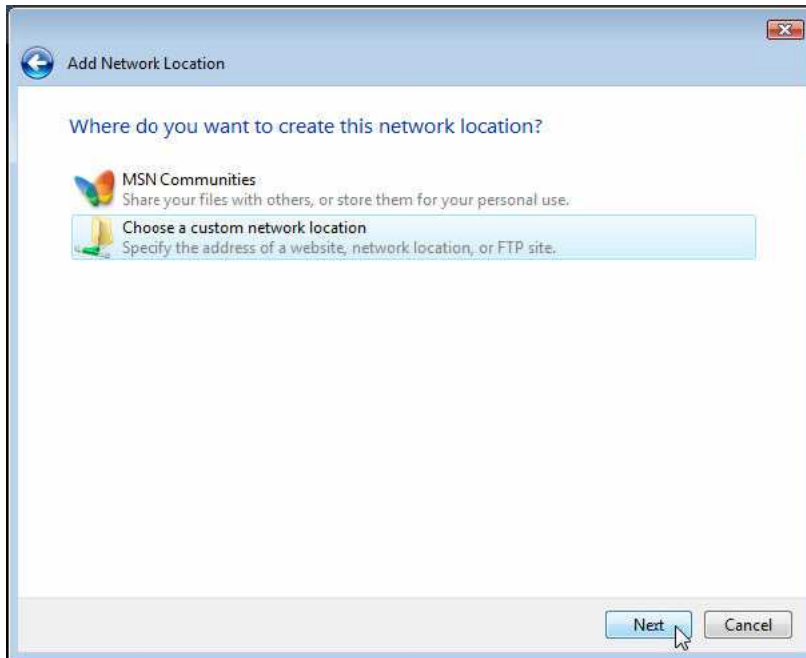 Add Network Location
Where do you want to create this network location?
MSN Communities
Share your files with others, or store them for your personal use.
Choose a custom network location
Specify the address of a website, network location, or FTP site.
Next
Cancel